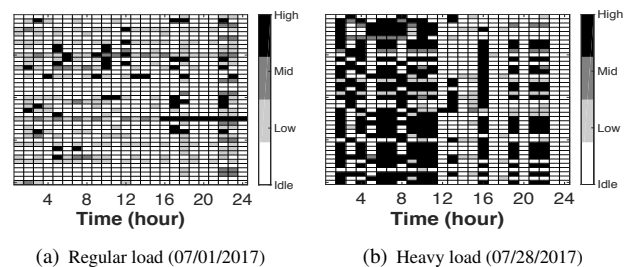 High
Mid
Low
Idle
4 8 12 16 20 24
Time (hour)
(a) Regular load (07/01/2017)
High
Mid
Low
Idle
4 8 12 16 20 24
Time (hour)
(b) Heavy load (07/28/2017)